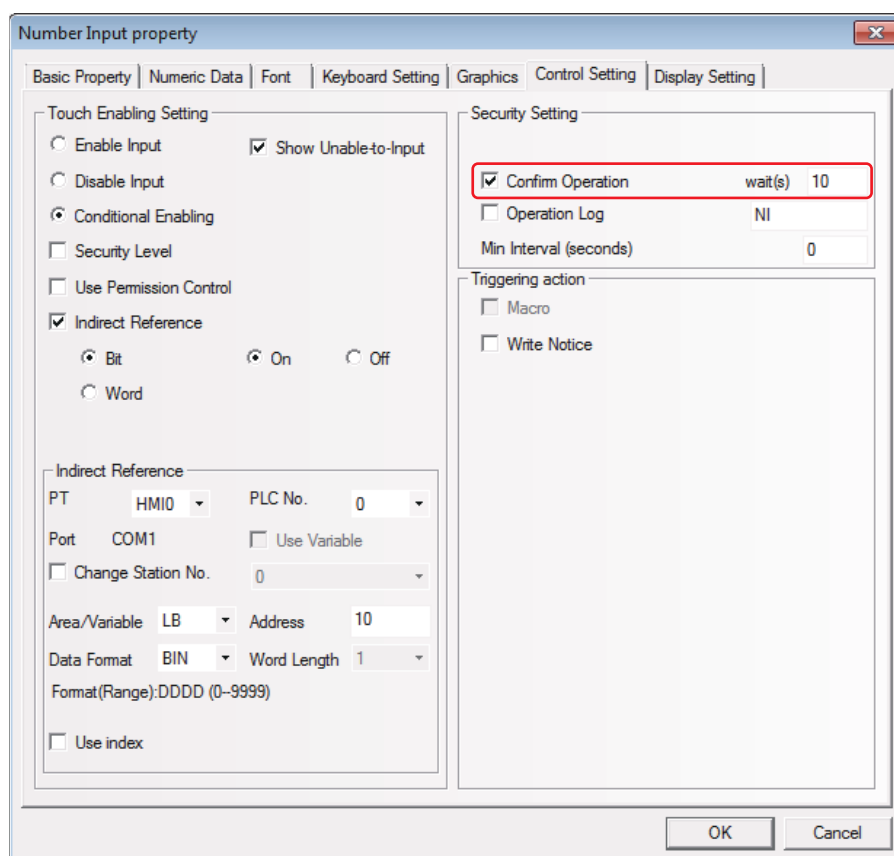 Number Input property
Basic Property Numeric Data Font Keyboard Setting Graphics Control Setting Display Setting
Touch Enabling Setting
Enable Input Show Unable-to-Input
Disable Input
Conditional Enabling
Security Level
Use Permission Control
Indirect Reference
Bit On Off
Word
Indirect Reference
PT HMI0 PLC No. 0
Port COM1 Use Variable
Change Station No. 0
Area/Variable LB Address 10
Data Format BIN Word Length 1
Format(Range):DDDD (0--9999)
Use index
Security Setting
Confirm Operation wait(s) 10
Operation Log NI
Min Interval (seconds) 0
Triggering action
Macro
Write Notice
OK Cancel